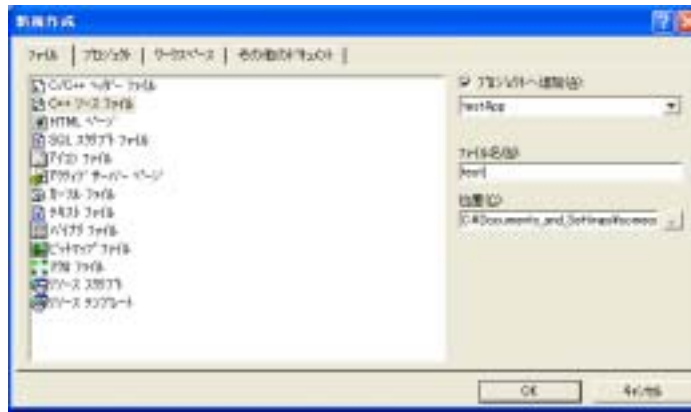 新規作成
ファイル
プロジェクト
ワークスペース
その他のドキュメント
C/C++ ヘッダー ファイル
C++ ソース ファイル
HTML ページ
SQL スクリプト ファイル
アイコン ファイル
アクティブ サーバー ページ
カーソル ファイル
テキスト ファイル
バイナリ ファイル
ビットマップ ファイル
マクロ ファイル
リソース スクリプト
リソース テンプレート
プロジェクトへ追加(A)
testApp
ファイル名(N)
test
位置(C)
C:¥Documents_and_Settings¥
...
OK
キャンセル